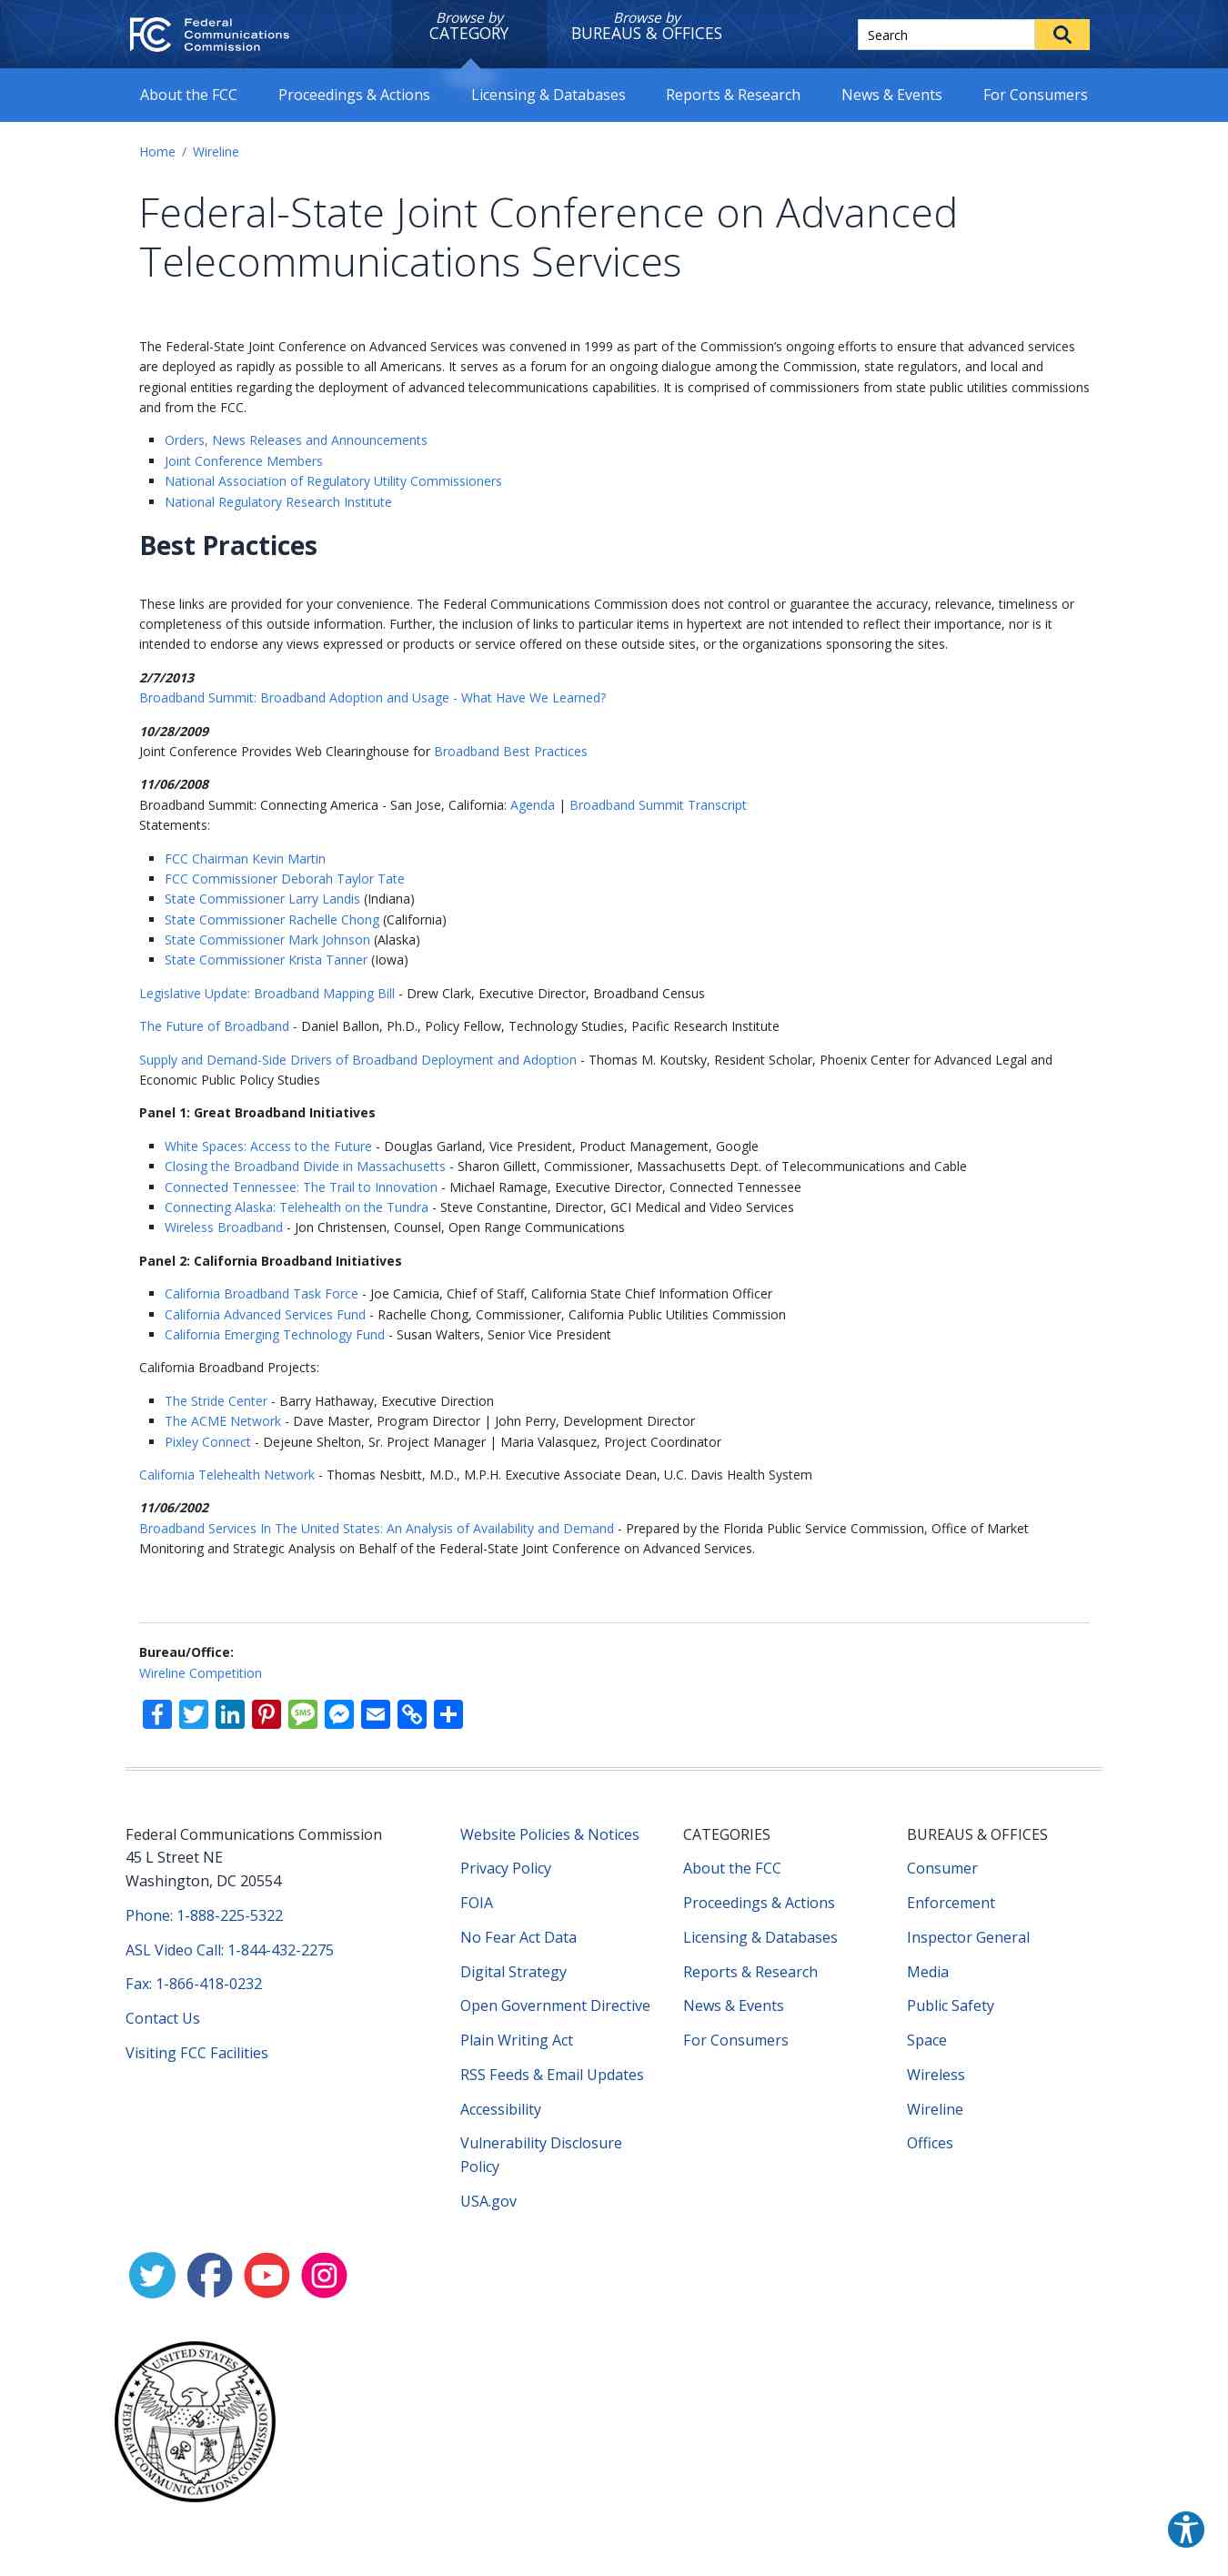 FCC Federal Communications Commission
Browse by CATEGORY
Browse by BUREAUS & OFFICES
Search
About the FCC
Proceedings & Actions
Licensing & Databases
Reports & Research
News & Events
For Consumers
Home / Wireline
Federal-State Joint Conference on Advanced
Telecommunications Services
The Federal-State Joint Conference on Advanced Services was convened in 1999 as part of the Commission’s ongoing efforts to ensure that advanced services
are deployed as rapidly as possible to all Americans. It serves as a forum for an ongoing dialogue among the Commission, state regulators, and local and
regional entities regarding the deployment of advanced telecommunications capabilities. It is comprised of commissioners from state public utilities commissions
and from the FCC.
Orders, News Releases and Announcements
Joint Conference Members
National Association of Regulatory Utility Commissioners
National Regulatory Research Institute
Best Practices
These links are provided for your convenience. The Federal Communications Commission does not control or guarantee the accuracy, relevance, timeliness or
completeness of this outside information. Further, the inclusion of links to particular items in hypertext are not intended to reflect their importance, nor is it
intended to endorse any views expressed or products or service offered on these outside sites, or the organizations sponsoring the sites.
2/7/2013
Broadband Summit: Broadband Adoption and Usage - What Have We Learned?
10/28/2009
Joint Conference Provides Web Clearinghouse for Broadband Best Practices
11/06/2008
Broadband Summit: Connecting America - San Jose, California: Agenda | Broadband Summit Transcript
Statements:
FCC Chairman Kevin Martin
FCC Commissioner Deborah Taylor Tate
State Commissioner Larry Landis (Indiana)
State Commissioner Rachelle Chong (California)
State Commissioner Mark Johnson (Alaska)
State Commissioner Krista Tanner (Iowa)
Legislative Update: Broadband Mapping Bill - Drew Clark, Executive Director, Broadband Census
The Future of Broadband - Daniel Ballon, Ph.D., Policy Fellow, Technology Studies, Pacific Research Institute
Supply and Demand-Side Drivers of Broadband Deployment and Adoption - Thomas M. Koutsky, Resident Scholar, Phoenix Center for Advanced Legal and
Economic Public Policy Studies
Panel 1: Great Broadband Initiatives
White Spaces: Access to the Future - Douglas Garland, Vice President, Product Management, Google
Closing the Broadband Divide in Massachusetts - Sharon Gillett, Commissioner, Massachusetts Dept. of Telecommunications and Cable
Connected Tennessee: The Trail to Innovation - Michael Ramage, Executive Director, Connected Tennessee
Connecting Alaska: Telehealth on the Tundra - Steve Constantine, Director, GCI Medical and Video Services
Wireless Broadband - Jon Christensen, Counsel, Open Range Communications
Panel 2: California Broadband Initiatives
California Broadband Task Force - Joe Camicia, Chief of Staff, California State Chief Information Officer
California Advanced Services Fund - Rachelle Chong, Commissioner, California Public Utilities Commission
California Emerging Technology Fund - Susan Walters, Senior Vice President
California Broadband Projects:
The Stride Center - Barry Hathaway, Executive Direction
The ACME Network - Dave Master, Program Director | John Perry, Development Director
Pixley Connect - Dejeune Shelton, Sr. Project Manager | Maria Valasquez, Project Coordinator
California Telehealth Network - Thomas Nesbitt, M.D., M.P.H. Executive Associate Dean, U.C. Davis Health System
11/06/2002
Broadband Services In The United States: An Analysis of Availability and Demand - Prepared by the Florida Public Service Commission, Office of Market
Monitoring and Strategic Analysis on Behalf of the Federal-State Joint Conference on Advanced Services.
Bureau/Office:
Wireline Competition
SMS
Federal Communications Commission
45 L Street NE
Washington, DC 20554
Phone: 1-888-225-5322
ASL Video Call: 1-844-432-2275
Fax: 1-866-418-0232
Contact Us
Visiting FCC Facilities
Website Policies & Notices
Privacy Policy
FOIA
No Fear Act Data
Digital Strategy
Open Government Directive
Plain Writing Act
RSS Feeds & Email Updates
Accessibility
Vulnerability Disclosure
Policy
USA.gov
CATEGORIES
About the FCC
Proceedings & Actions
Licensing & Databases
Reports & Research
News & Events
For Consumers
BUREAUS & OFFICES
Consumer
Enforcement
Inspector General
Media
Public Safety
Space
Wireless
Wireline
Offices
UNITED STATES
FEDERAL COMMUNICATIONS COMMISSION